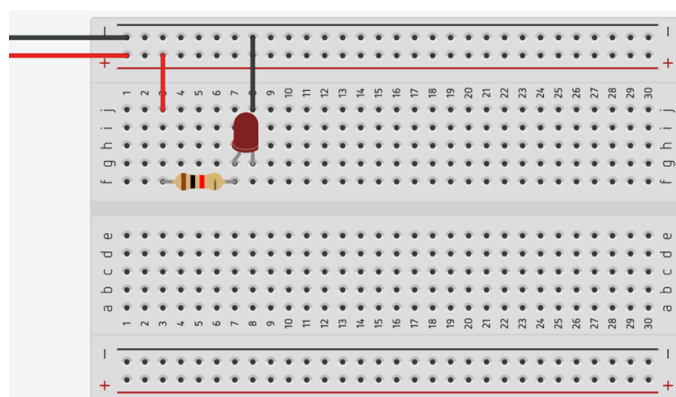 − −
+ +
1 2 3 4 5 6 7 8 9 10 11 12 13 14 15 16 17 18 19 20 21 22 23 24 25 26 27 28 29 30
j j
i i
h h
g g
f f
e e
d d
c c
b b
a a
1 2 3 4 5 6 7 8 9 10 11 12 13 14 15 16 17 18 19 20 21 22 23 24 25 26 27 28 29 30
− −
+ +